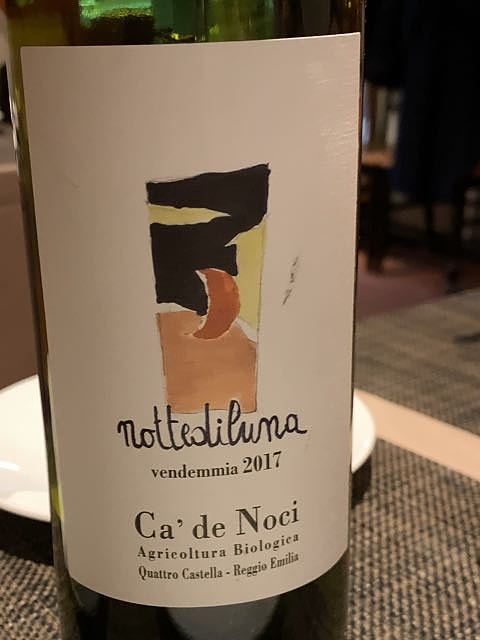 nottediluna
vendemmia 2017
Ca' de Noci
Agricoltura Biologica
Quattro Castella - Reggio Emilia